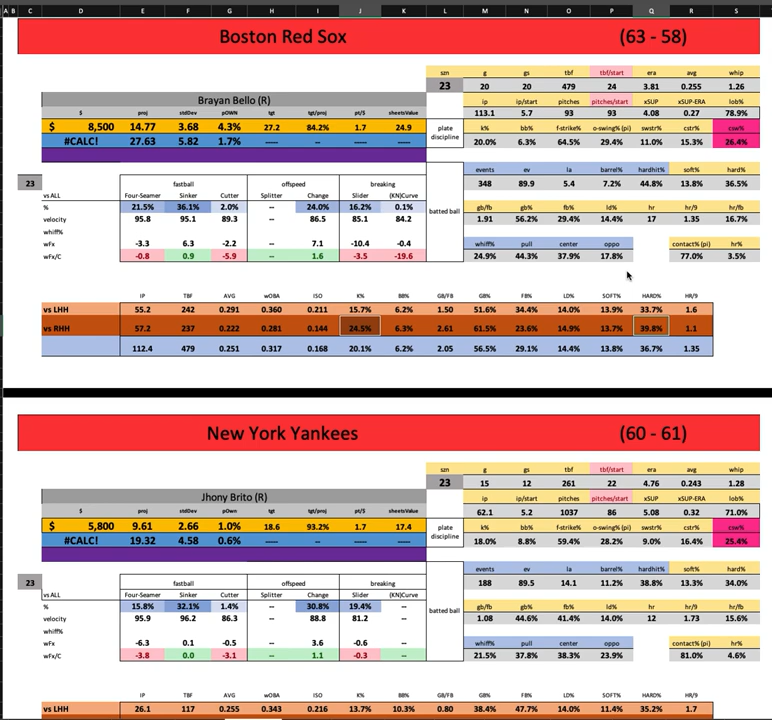 A B C D E F G H I J K L M N O P Q R S
Boston Red Sox (63 - 58)
szn g gs tbf tbf/start era avg whip
23 20 20 479 24 3.81 0.255 1.26
Brayan Bello (R) ip ip/start pitches pitches/start xSUP xSUP-ERA lob%
$ proj stdDev pOWN tgt tgt/proj pt/$ sheetsValue 113.1 5.7 93 93 4.08 0.27 78.9%
$ 8,500 14.77 3.68 4.3% 27.2 84.2% 1.7 24.9 plate discipline k% bb% f-strike% o-swing% (pi) swstr% cstr% csw%
#CALC! 27.63 5.82 1.7% ---- -- ---- ---- 20.0% 6.3% 64.5% 29.4% 11.0% 15.3% 26.4%
events ev la barrel% hardhit% soft% hard%
23 fastball offspeed breaking 348 89.9 5.4 7.2% 44.8% 13.8% 36.5%
vs ALL Four-Seamer Sinker Cutter Splitter Change Slider (KN)Curve
% 21.5% 36.1% 2.0% -- 24.0% 16.2% 0.1% batted ball gb/fb gb% fb% ld% hr hr/9 hr/fb
velocity 95.8 95.1 89.3 -- 86.5 85.1 84.2 1.91 56.2% 29.4% 14.4% 17 1.35 16.7%
whiff%
wFx -3.3 6.3 -2.2 7.1 -10.4 -0.4 whiff% pull center oppo contact% (pi) hr%
wFx/C -0.8 0.9 -5.9 1.6 -3.5 -19.6 24.9% 44.3% 37.9% 17.8% 77.0% 3.5%
IP TBF AVG wOBA ISO K% BB% GB/FB GB% FB% LD% SOFT% HARD% HR/9
vs LHH 55.2 242 0.291 0.360 0.211 15.7% 6.2% 1.50 51.6% 34.4% 14.0% 13.9% 33.7% 1.6
vs RHH 57.2 237 0.222 0.281 0.144 24.5% 6.3% 2.61 61.5% 23.6% 14.9% 13.7% 39.8% 1.1
112.4 479 0.251 0.317 0.168 20.1% 6.2% 2.05 56.5% 29.1% 14.4% 13.8% 36.7% 1.35
New York Yankees (60 - 61)
szn g gs tbf tbf/start era avg whip
23 15 12 261 22 4.76 0.243 1.28
Jhony Brito (R) ip ip/start pitches pitches/start xSUP xSUP-ERA lob%
$ proj stdDev pOWN tgt tgt/proj pt/$ sheetsValue 62.1 5.2 1037 86 5.08 0.32 71.0%
$ 5,800 9.61 2.66 1.0% 18.6 93.2% 1.7 17.4 plate discipline k% bb% f-strike% o-swing% (pi) swstr% cstr% csw%
#CALC! 19.32 4.58 0.6% ---- ---- -- ---- 18.0% 8.8% 59.4% 28.2% 9.0% 16.4% 25.4%
events ev la barrel% hardhit% soft% hard%
23 fastball offspeed breaking 188 89.5 14.1 11.2% 38.8% 13.3% 34.0%
vs ALL Four-Seamer Sinker Cutter Splitter Change Slider (KN)Curve
% 15.8% 32.1% 1.4% -- 30.8% 19.4% -- batted ball gb/fb gb% fb% ld% hr hr/9 hr/fb
velocity 95.9 96.2 86.3 -- 88.8 81.2 -- 1.08 44.6% 41.4% 14.0% 12 1.73 15.6%
whiff%
wFx -6.3 0.1 -0.5 -- 3.6 -0.6 -- whiff% pull center oppo contact% (pi) hr%
wFx/C -3.8 0.0 -3.1 -- 1.1 -0.3 -- 21.5% 37.8% 38.3% 23.9% 81.0% 4.6%
IP TBF AVG wOBA ISO K% BB% GB/FB GB% FB% LD% SOFT% HARD% HR/9
vs LHH 26.1 117 0.255 0.343 0.216 13.7% 10.3% 0.80 38.4% 47.7% 14.0% 11.4% 35.2% 1.7